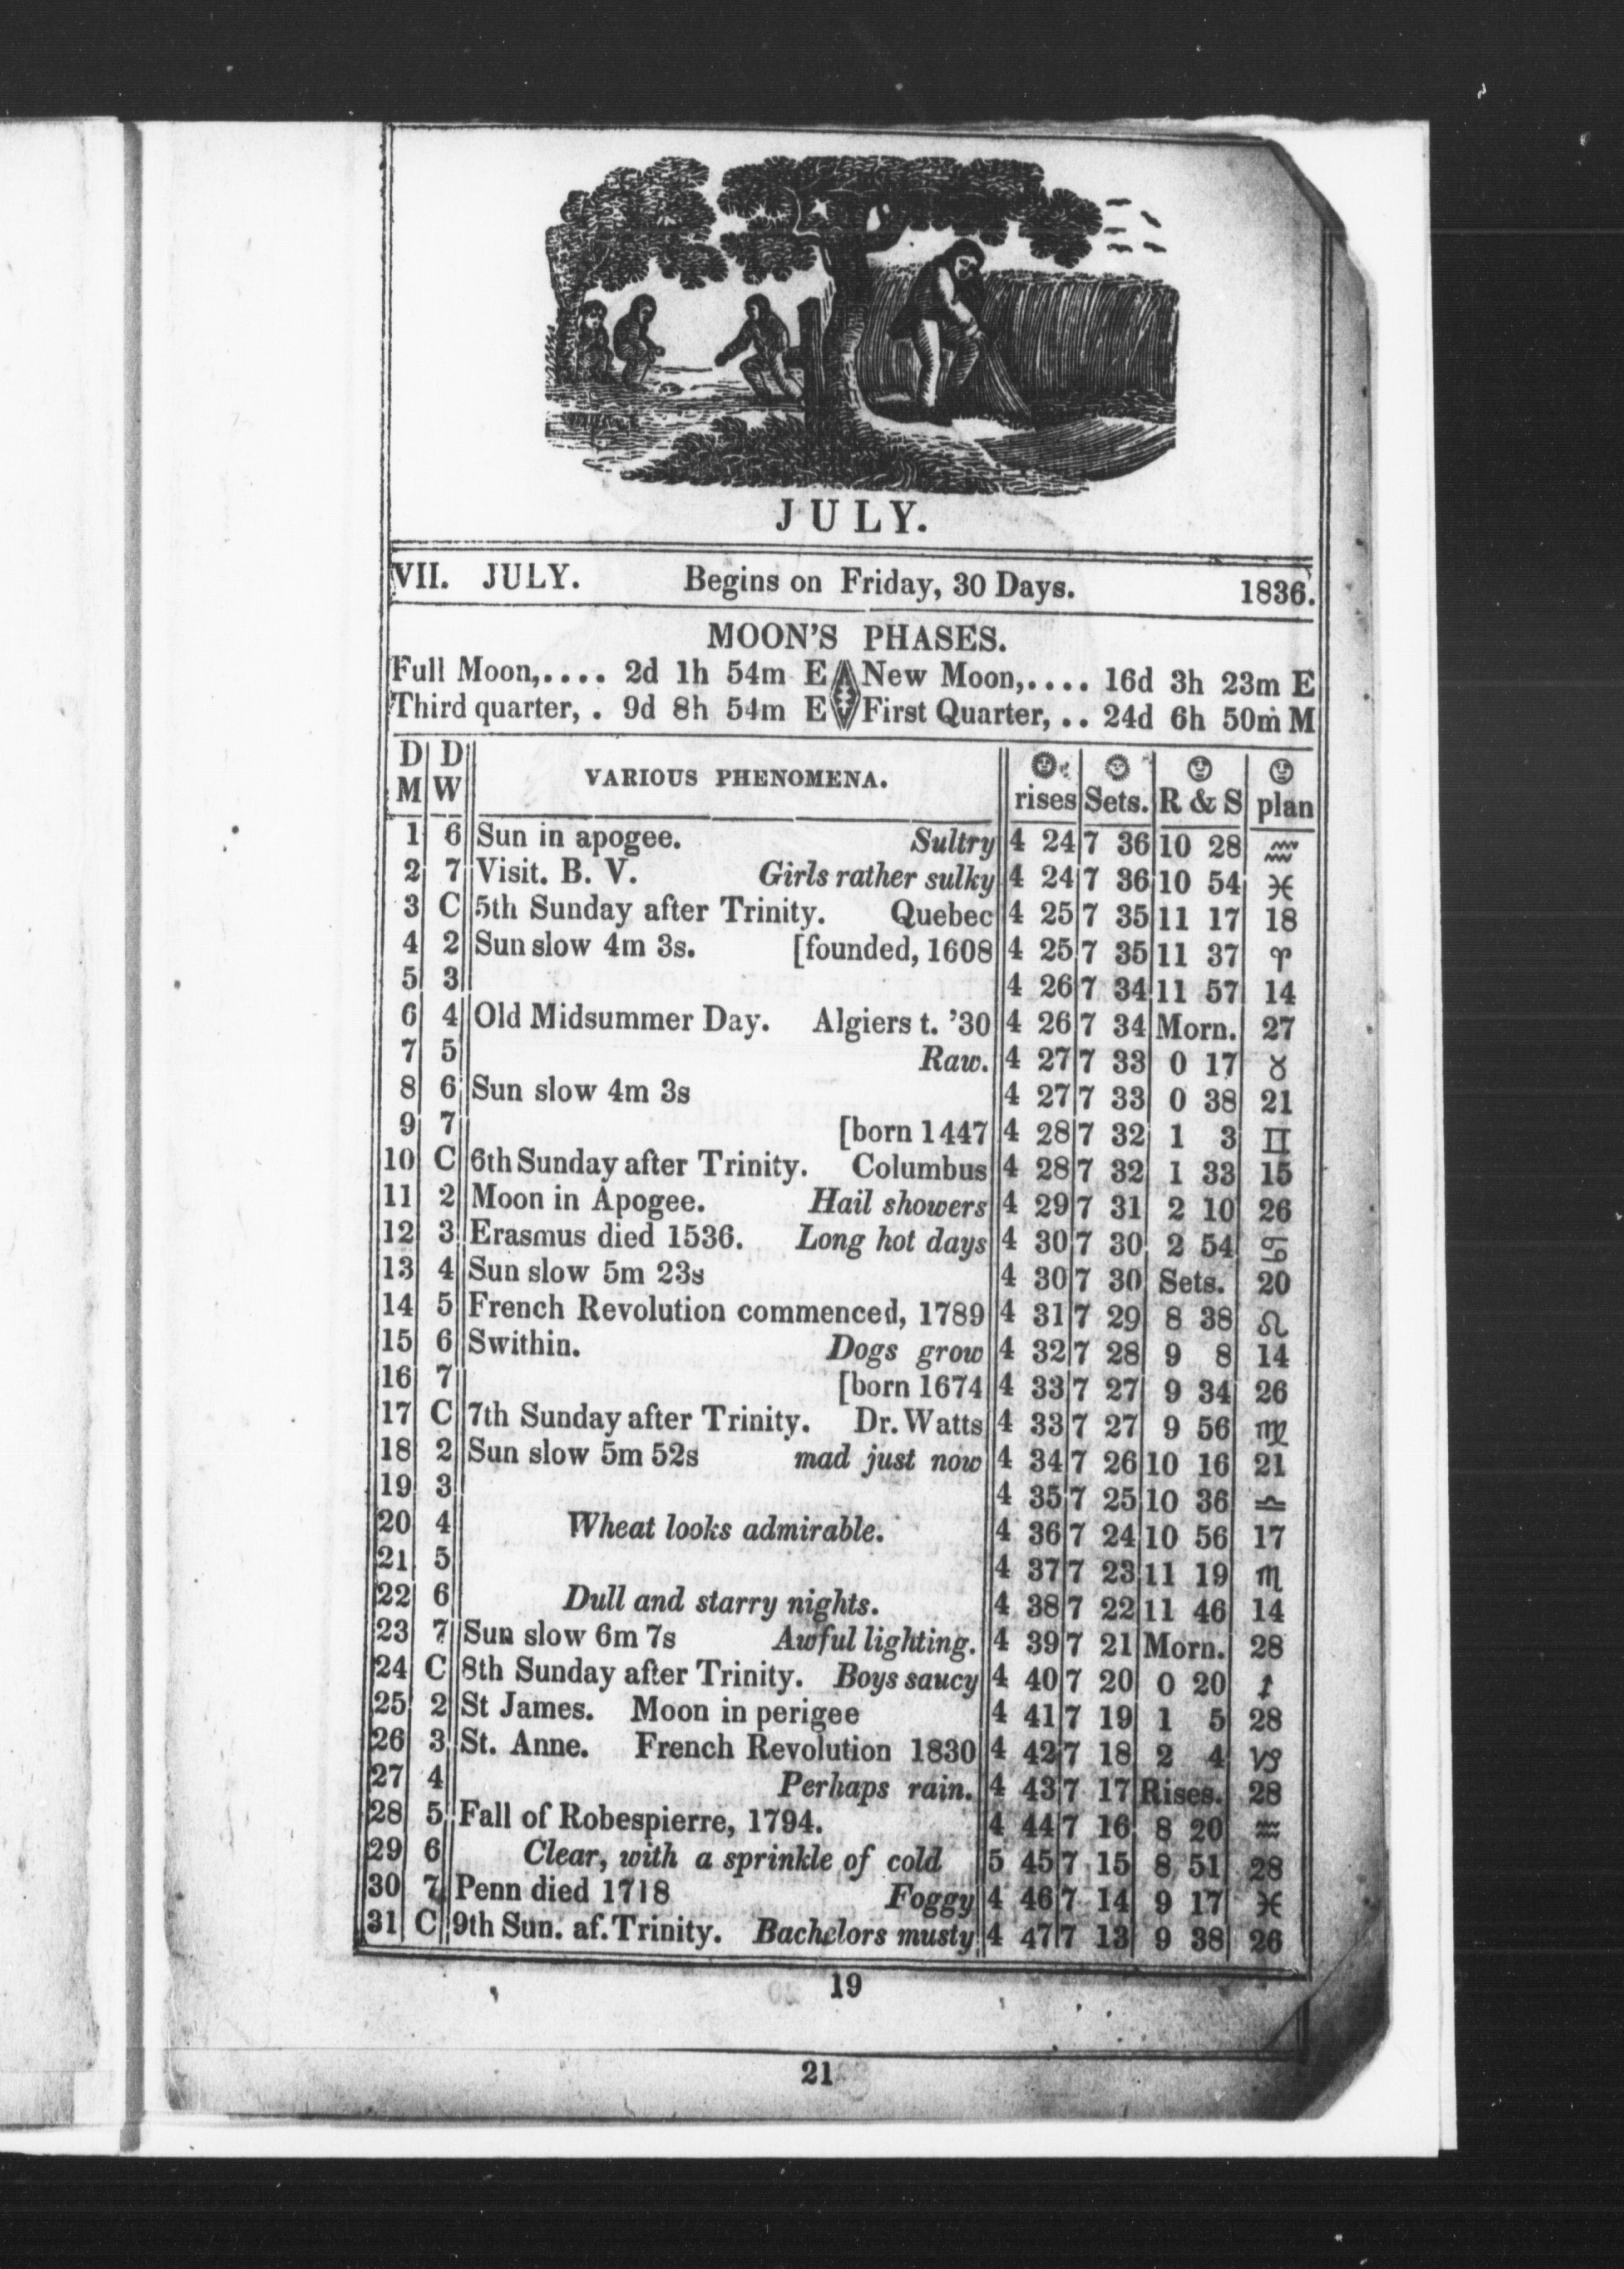 JULY.
VII. JULY. Begins on Friday, 30 Days. 1836.
MOON'S PHASES.
Full Moon,.... 2d 1h 54m E New Moon,.... 16d 3h 23m E
Third quarter, . 9d 8h 54m E First Quarter, .. 24d 6h 50m M
D M D W VARIOUS PHENOMENA. rises Sets. R & S plan
1 6 Sun in apogee. Sultry 4 24 7 36 10 28 ♒
2 7 Visit. B. V. Girls rather sulky 4 24 7 36 10 54 ♓
3 C 5th Sunday after Trinity. Quebec 4 25 7 35 11 17 18
4 2 Sun slow 4m 3s. [founded, 1608 4 25 7 35 11 37 ♈
5 3 4 26 7 34 11 57 14
6 4 Old Midsummer Day. Algiers t. '30 4 26 7 34 Morn. 27
7 5 Raw. 4 27 7 33 0 17 ♉
8 6 Sun slow 4m 3s 4 27 7 33 0 38 21
9 7 [born 1447 4 28 7 32 1 3 ♊
10 C 6th Sunday after Trinity. Columbus 4 28 7 32 1 33 15
11 2 Moon in Apogee. Hail showers 4 29 7 31 2 10 26
12 3 Erasmus died 1536. Long hot days 4 30 7 30 2 54 ♋
13 4 Sun slow 5m 23s 4 30 7 30 Sets. 20
14 5 French Revolution commenced, 1789 4 31 7 29 8 38 ♌
15 6 Swithin. Dogs grow 4 32 7 28 9 8 14
16 7 [born 1674 4 33 7 27 9 34 26
17 C 7th Sunday after Trinity. Dr. Watts 4 33 7 27 9 56 ♍
18 2 Sun slow 5m 52s mad just now 4 34 7 26 10 16 21
19 3 4 35 7 25 10 36 ♎
20 4 Wheat looks admirable. 4 36 7 24 10 56 17
21 5 4 37 7 23 11 19 ♏
22 6 Dull and starry nights. 4 38 7 22 11 46 14
23 7 Sun slow 6m 7s Awful lighting. 4 39 7 21 Morn. 28
24 C 8th Sunday after Trinity. Boys saucy 4 40 7 20 0 20 ♐
25 2 St James. Moon in perigee 4 41 7 19 1 5 28
26 3 St. Anne. French Revolution 1830 4 42 7 18 2 4 ♑
27 4 Perhaps rain. 4 43 7 17 Rises. 28
28 5 Fall of Robespierre, 1794. 4 44 7 16 8 20 ♒
29 6 Clear, with a sprinkle of cold 5 45 7 15 8 51 28
30 7 Penn died 1718 Foggy 4 46 7 14 9 17 ♓
31 C 9th Sun. af. Trinity. Bachelors musty 4 47 7 13 9 38 26
19
21